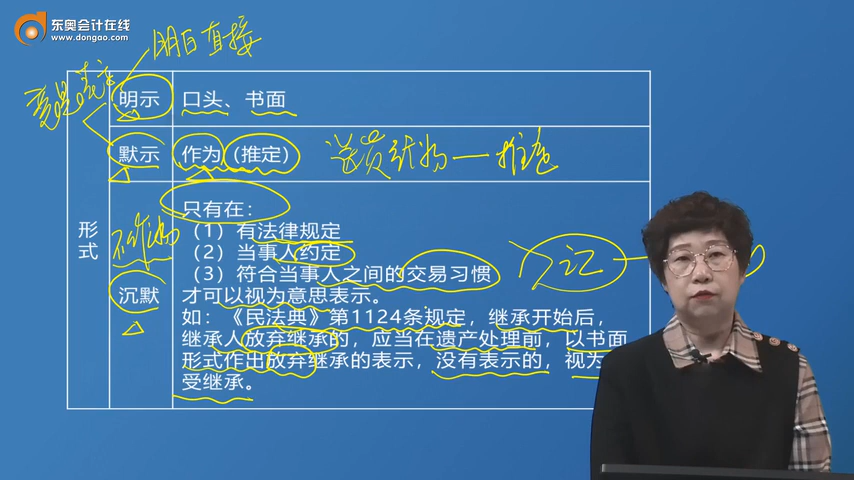 东奥会计在线
www.dongao.com
明白直接
形式
明示
口头、书面
默示
作为（推定）
沉默
只有在：
（1）有法律规定
（2）当事人约定
（3）符合当事人之间的交易习惯
才可以视为意思表示。
如：《民法典》第1124条规定，继承开始后，
继承人放弃继承的，应当在遗产处理前，以书面
形式作出放弃继承的表示，没有表示的，视为
受继承。